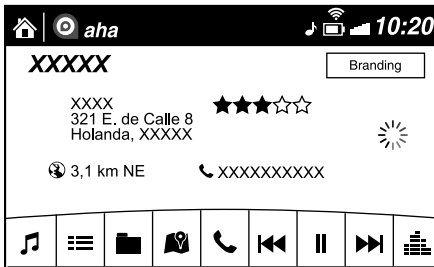 aha 10:20
XXXXX Branding
XXXX
321 E. de Calle 8
Holanda, XXXXX
3,1 km NE XXXXXXXXXX